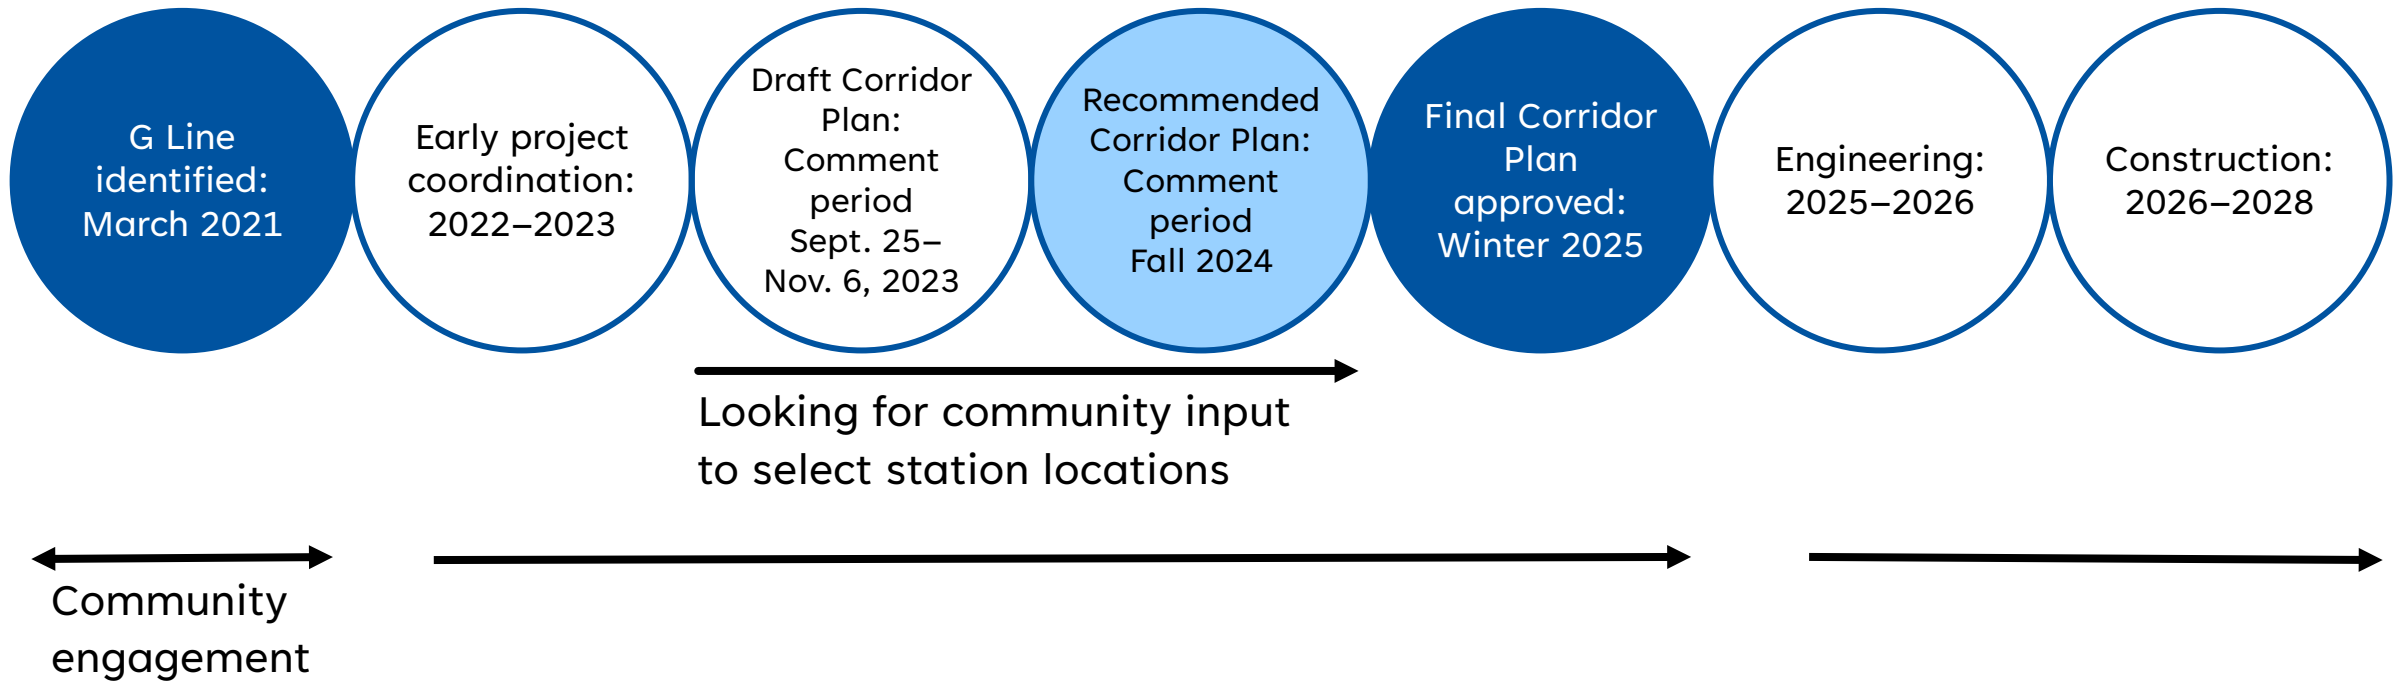 G Line
identified:
March 2021
Early project
coordination:
2022–2023
Draft Corridor
Plan:
Comment
period
Sept. 25–
Nov. 6, 2023
Recommended
Corridor Plan:
Comment
period
Fall 2024
Final Corridor
Plan
approved:
Winter 2025
Engineering:
2025–2026
Construction:
2026–2028
Looking for community input
to select station locations
Community
engagement